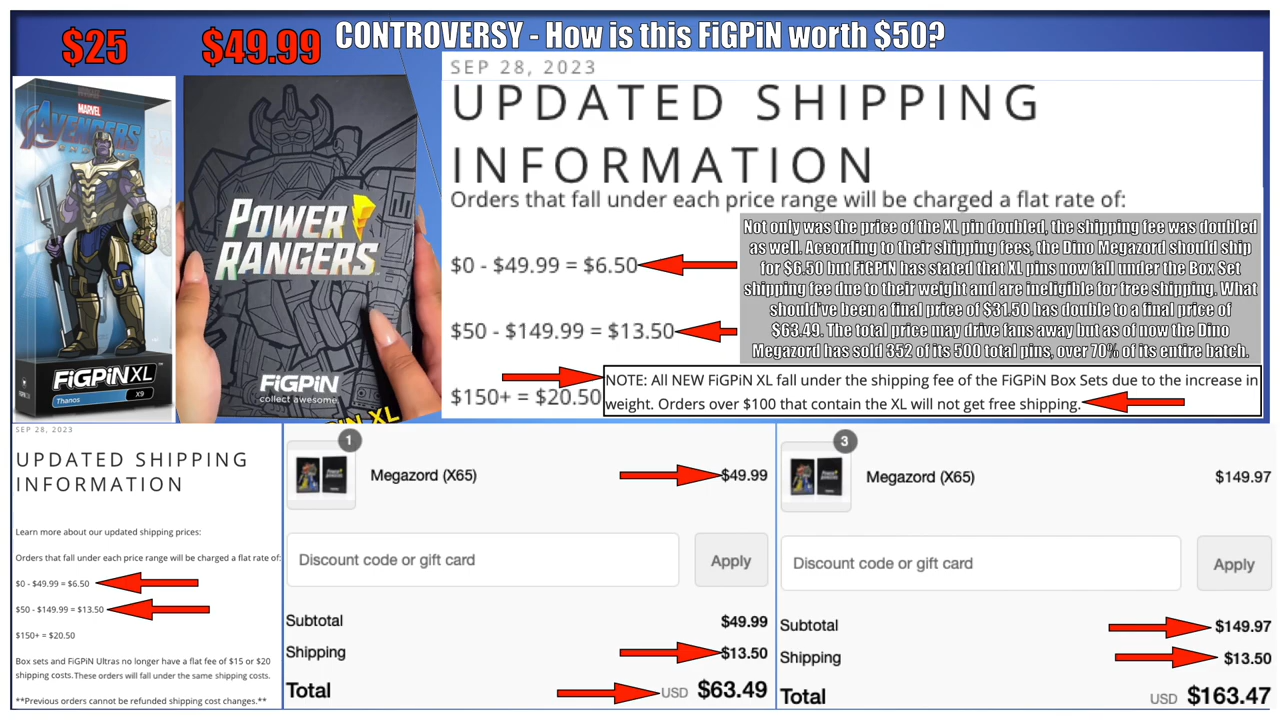 $25
$49.99
CONTROVERSY - How is this FiGPiN worth $50?
MARVEL
AVENGERS
FiGPiN XL
Thanos
X9
POWER
RANGERS
FiGPiN
collect awesome
PIN XL
SEP 28, 2023
UPDATED SHIPPING
INFORMATION
Orders that fall under each price range will be charged a flat rate of:
$0 - $49.99 = $6.50
$50 - $149.99 = $13.50
$150+ = $20.50
Not only was the price of the XL pin doubled, the shipping fee was doubled
as well. According to their shipping fees, the Dino Megazord should ship
for $6.50 but FiGPiN has stated that XL pins now fall under the Box Set
shipping fee due to their weight and are ineligible for free shipping. What
should've been a final price of $31.50 has double to a final price of
$63.49. The total price may drive fans away but as of now the Dino
Megazord has sold 352 of its 500 total pins, over 70% of its entire batch.
NOTE: All NEW FiGPiN XL fall under the shipping fee of the FiGPiN Box Sets due to the increase in
weight. Orders over $100 that contain the XL will not get free shipping.
SEP 28, 2023
UPDATED SHIPPING
INFORMATION
Learn more about our updated shipping prices:
Orders that fall under each price range will be charged a flat rate of:
$0 - $49.99 = $6.50
$50 - $149.99 = $13.50
$150+ = $20.50
Box sets and FiGPiN Ultras no longer have a flat fee of $15 or $20
shipping costs. These orders will fall under the same shipping costs.
**Previous orders cannot be refunded shipping cost changes.**
1
Megazord (X65)
$49.99
Discount code or gift card
Apply
Subtotal
$49.99
Shipping
$13.50
Total
USD $63.49
3
Megazord (X65)
$149.97
Discount code or gift card
Apply
Subtotal
$149.97
Shipping
$13.50
Total
USD $163.47